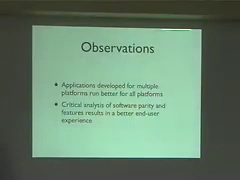 Observations
• Applications developed for multiple
platforms run better for all platforms
• Critical analysis of software parity and
features results in a better end-user
experience